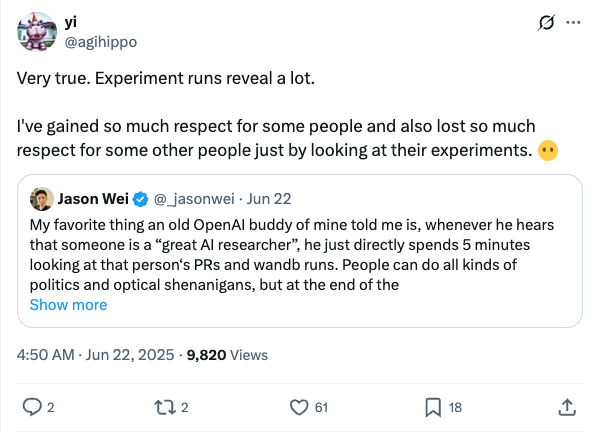 yi
@agihippo
Very true. Experiment runs reveal a lot.
I've gained so much respect for some people and also lost so much
respect for some other people just by looking at their experiments. 😶
Jason Wei @_jasonwei · Jun 22
My favorite thing an old OpenAI buddy of mine told me is, whenever he hears
that someone is a “great AI researcher”, he just directly spends 5 minutes
looking at that person‘s PRs and wandb runs. People can do all kinds of
politics and optical shenanigans, but at the end of the
Show more
4:50 AM · Jun 22, 2025 · 9,820 Views
2 2 61 18